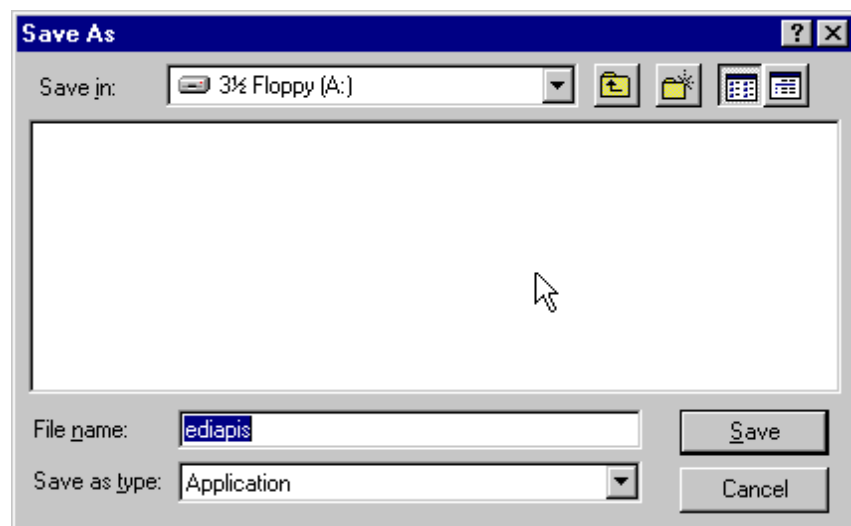 Save As
Save in: 3½ Floppy (A:)
File name: ediapis
Save
Save as type: Application
Cancel